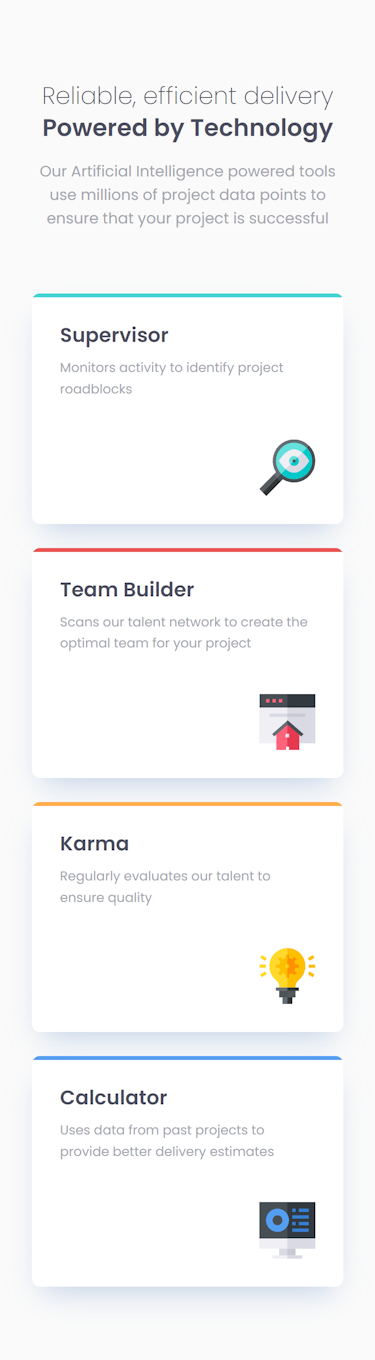 Reliable, efficient delivery
Powered by Technology
Our Artificial Intelligence powered tools
use millions of project data points to
ensure that your project is successful
Supervisor
Monitors activity to identify project
roadblocks
Team Builder
Scans our talent network to create the
optimal team for your project
Karma
Regularly evaluates our talent to
ensure quality
Calculator
Uses data from past projects to
provide better delivery estimates